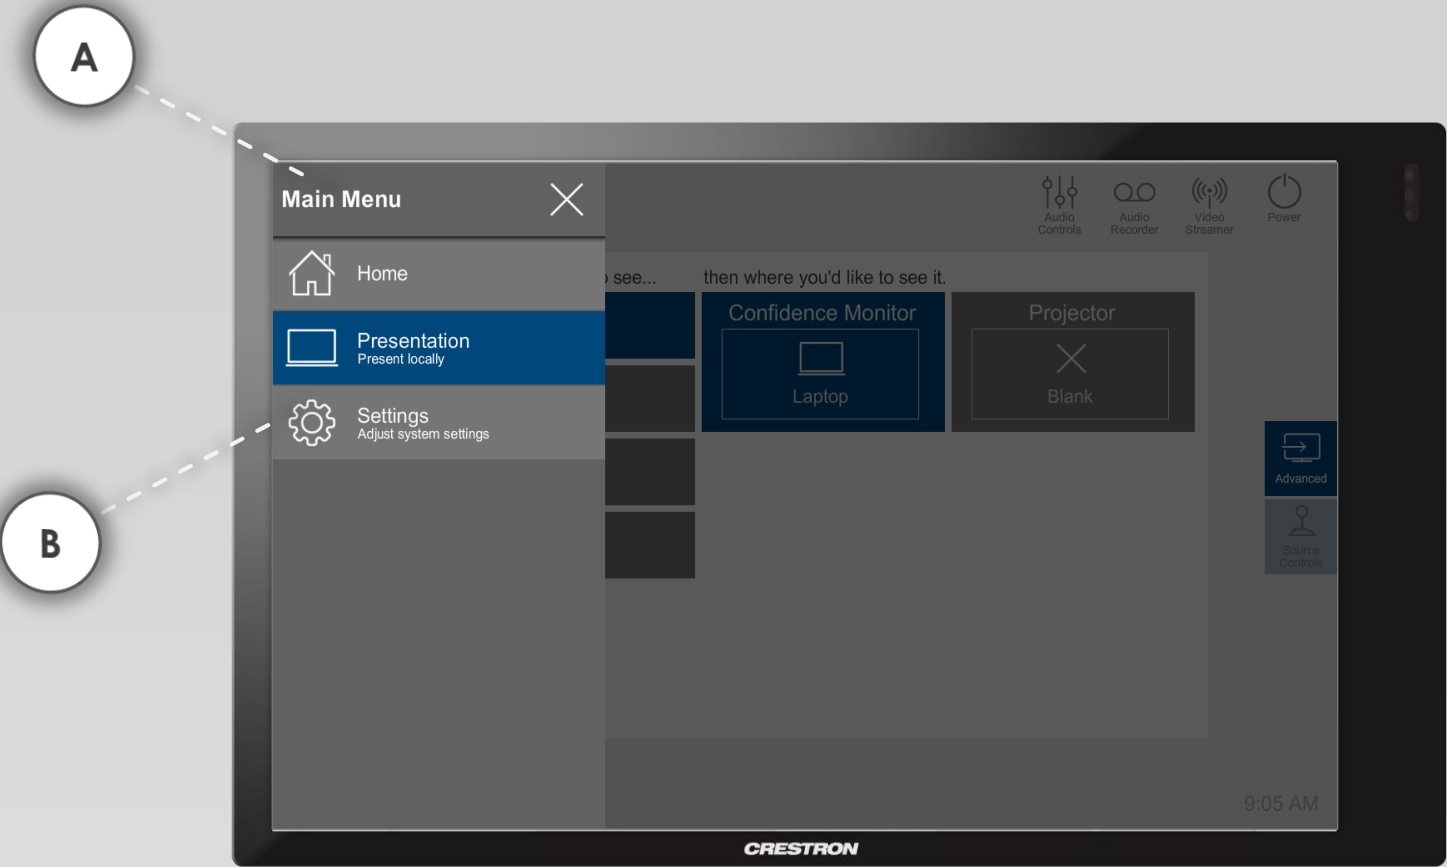 A
Main Menu
Home
Presentation
Present locally
Settings
Adjust system settings
Audio
Controls
Audio
Recorder
Video
Streamer
Power
see...
then where you'd like to see it.
Confidence Monitor
Laptop
Projector
Blank
Advanced
Source
Controls
B
9:05 AM
CRESTRON